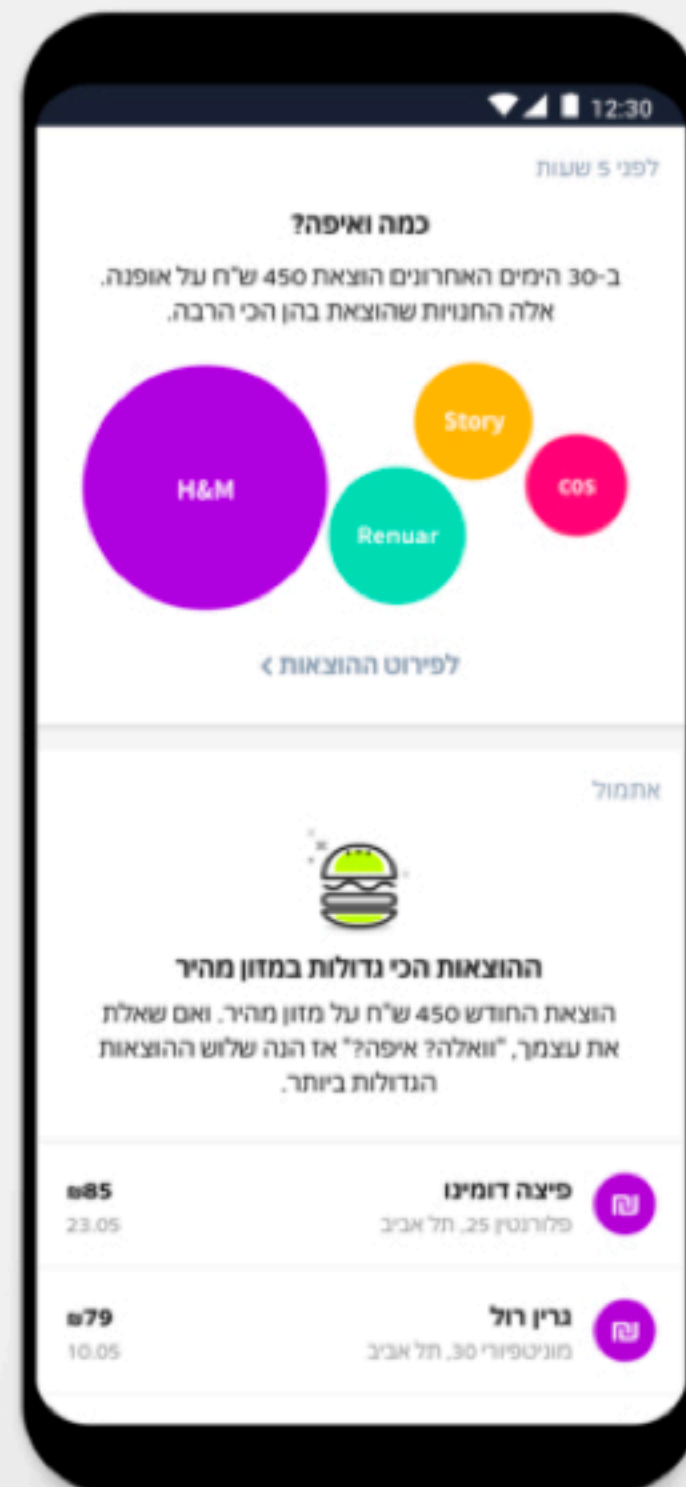 12:30
לפני 5 שעות
כמה ואיפה?
ב-30 הימים האחרונים הוצאת 450 ש"ח על אופנה.
אלה החנויות שהוצאת בהן הכי הרבה.
Story
H&M
cos
Renuar
לפירוט ההוצאות >
אתמול
ההוצאות הכי גדולות במזון מהיר
הוצאת החודש 450 ש"ח על מזון מהיר. ואם שאלת
את עצמך, "וואלה? איפה?" אז הנה שלוש ההוצאות
הגדולות ביותר.
₪ פיצה דומינו ₪85
פלורנטין 25, תל אביב 23.05
₪ גרין רול ₪79
מוניטפיורי 30, תל אביב 10.05